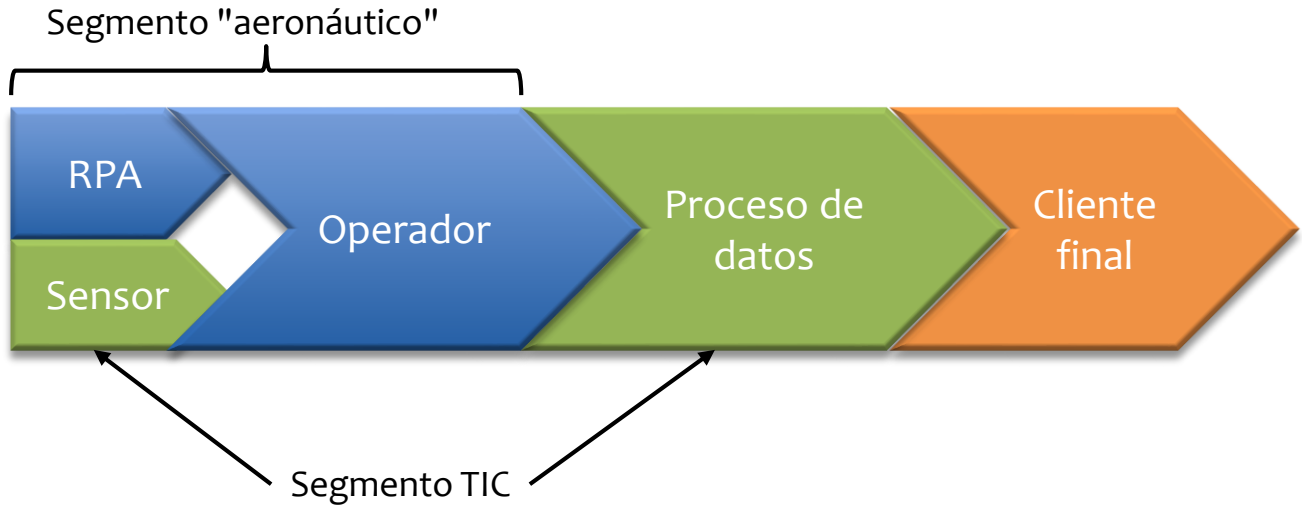 Segmento "aeronáutico"
RPA
Sensor
Operador
Proceso de
datos
Cliente
final
Segmento TIC